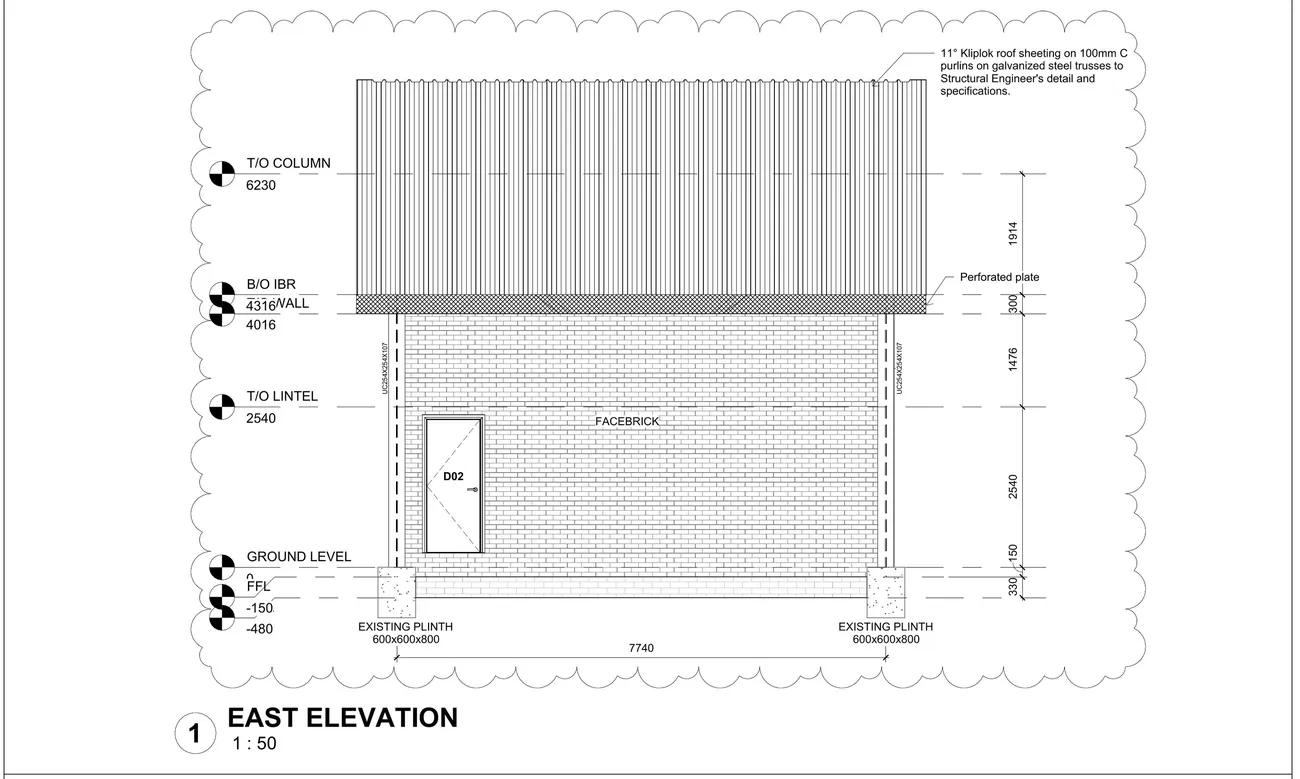 11° Kliplok roof sheeting on 100mm C
purlins on galvanized steel trusses to
Structural Engineer's detail and
specifications.
T/O COLUMN
6230
1914
B/O IBR
Perforated plate
4316
WALL
300
4016
UC254X254X107
UC254X254X107
1476
T/O LINTEL
2540
FACEBRICK
D02
2540
GROUND LEVEL
150
FFL
330
-150
-480
EXISTING PLINTH
600x600x800
EXISTING PLINTH
600x600x800
7740
1
EAST ELEVATION
1 : 50